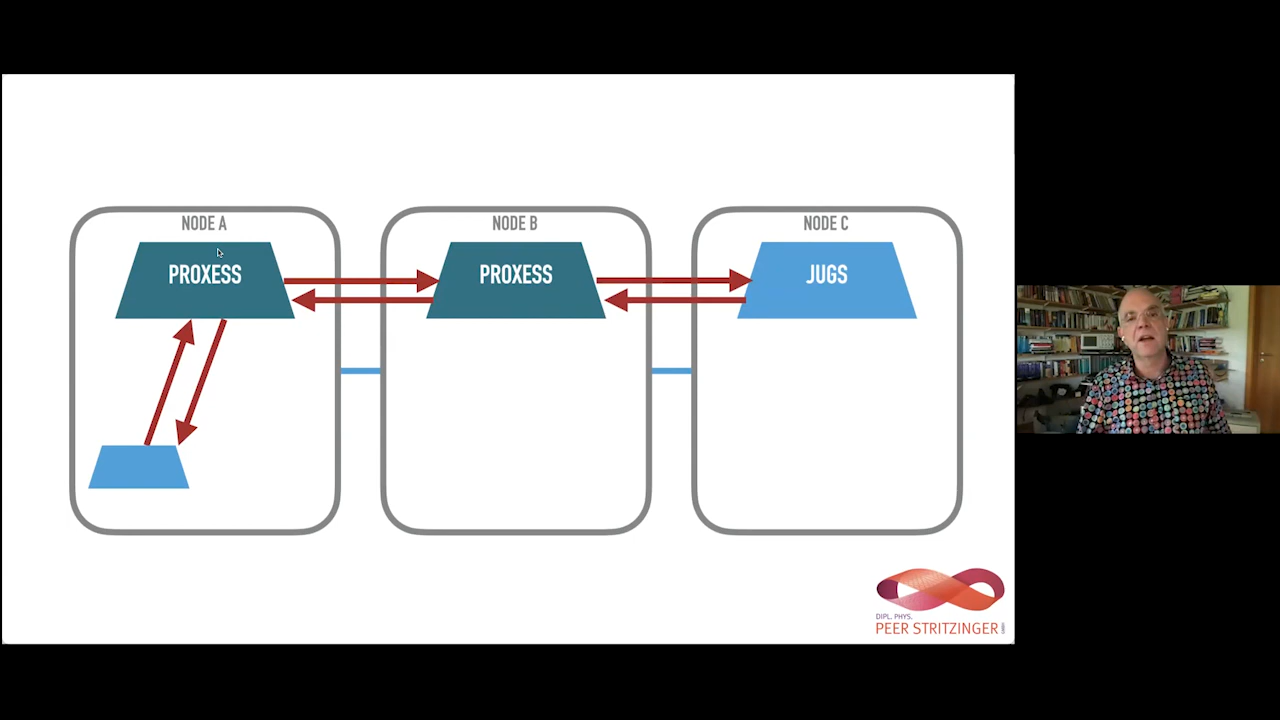 NODE A
NODE B
NODE C
PROXESS
PROXESS
JUGS
DIPL. PHYS.
PEER STRITZINGER